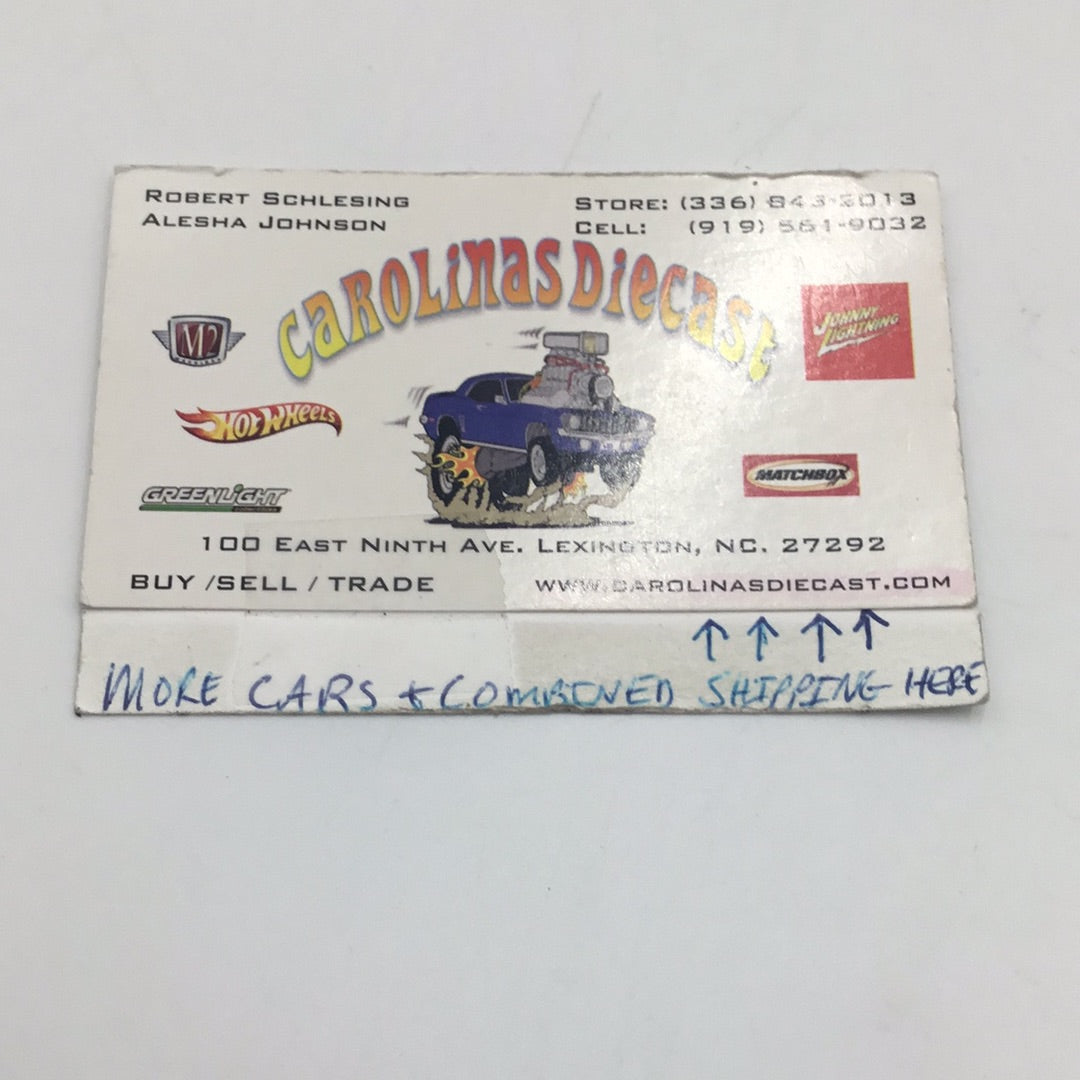 ROBERT SCHLESING
ALESHA JOHNSON
STORE: (336) 843-2013
CELL: (919) 561-9032
CAROLINAS DIECAST
M2
JOHNNY LIGHTNING
HOT WHEELS
MATCHBOX
GREENLIGHT
100 EAST NINTH AVE. LEXINGTON, NC. 27292
BUY /SELL / TRADE
WWW.CAROLINASDIECAST.COM
↑ ↑ ↑ ↑
MORE CARS & COMBINED SHIPPING HERE